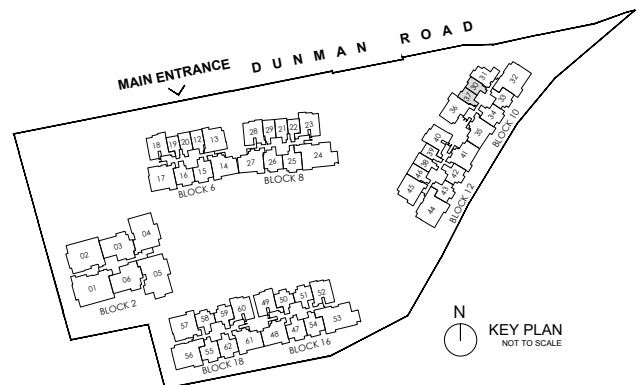 DUNMAN ROAD
MAIN ENTRANCE
18 19 20 12 13
17 16 15 14
BLOCK 6
28 29 21 22 23
27 26 25 24
BLOCK 8
37 30 31 32
36 35 34 33
BLOCK 10
40 39 38 46 45
41 42 43 44
BLOCK 12
02 03 04
01 06 05
BLOCK 2
57 58 59 60
56 55 62 61
BLOCK 18
49 50 51 52
48 47 54 53
BLOCK 16
N
KEY PLAN
NOT TO SCALE